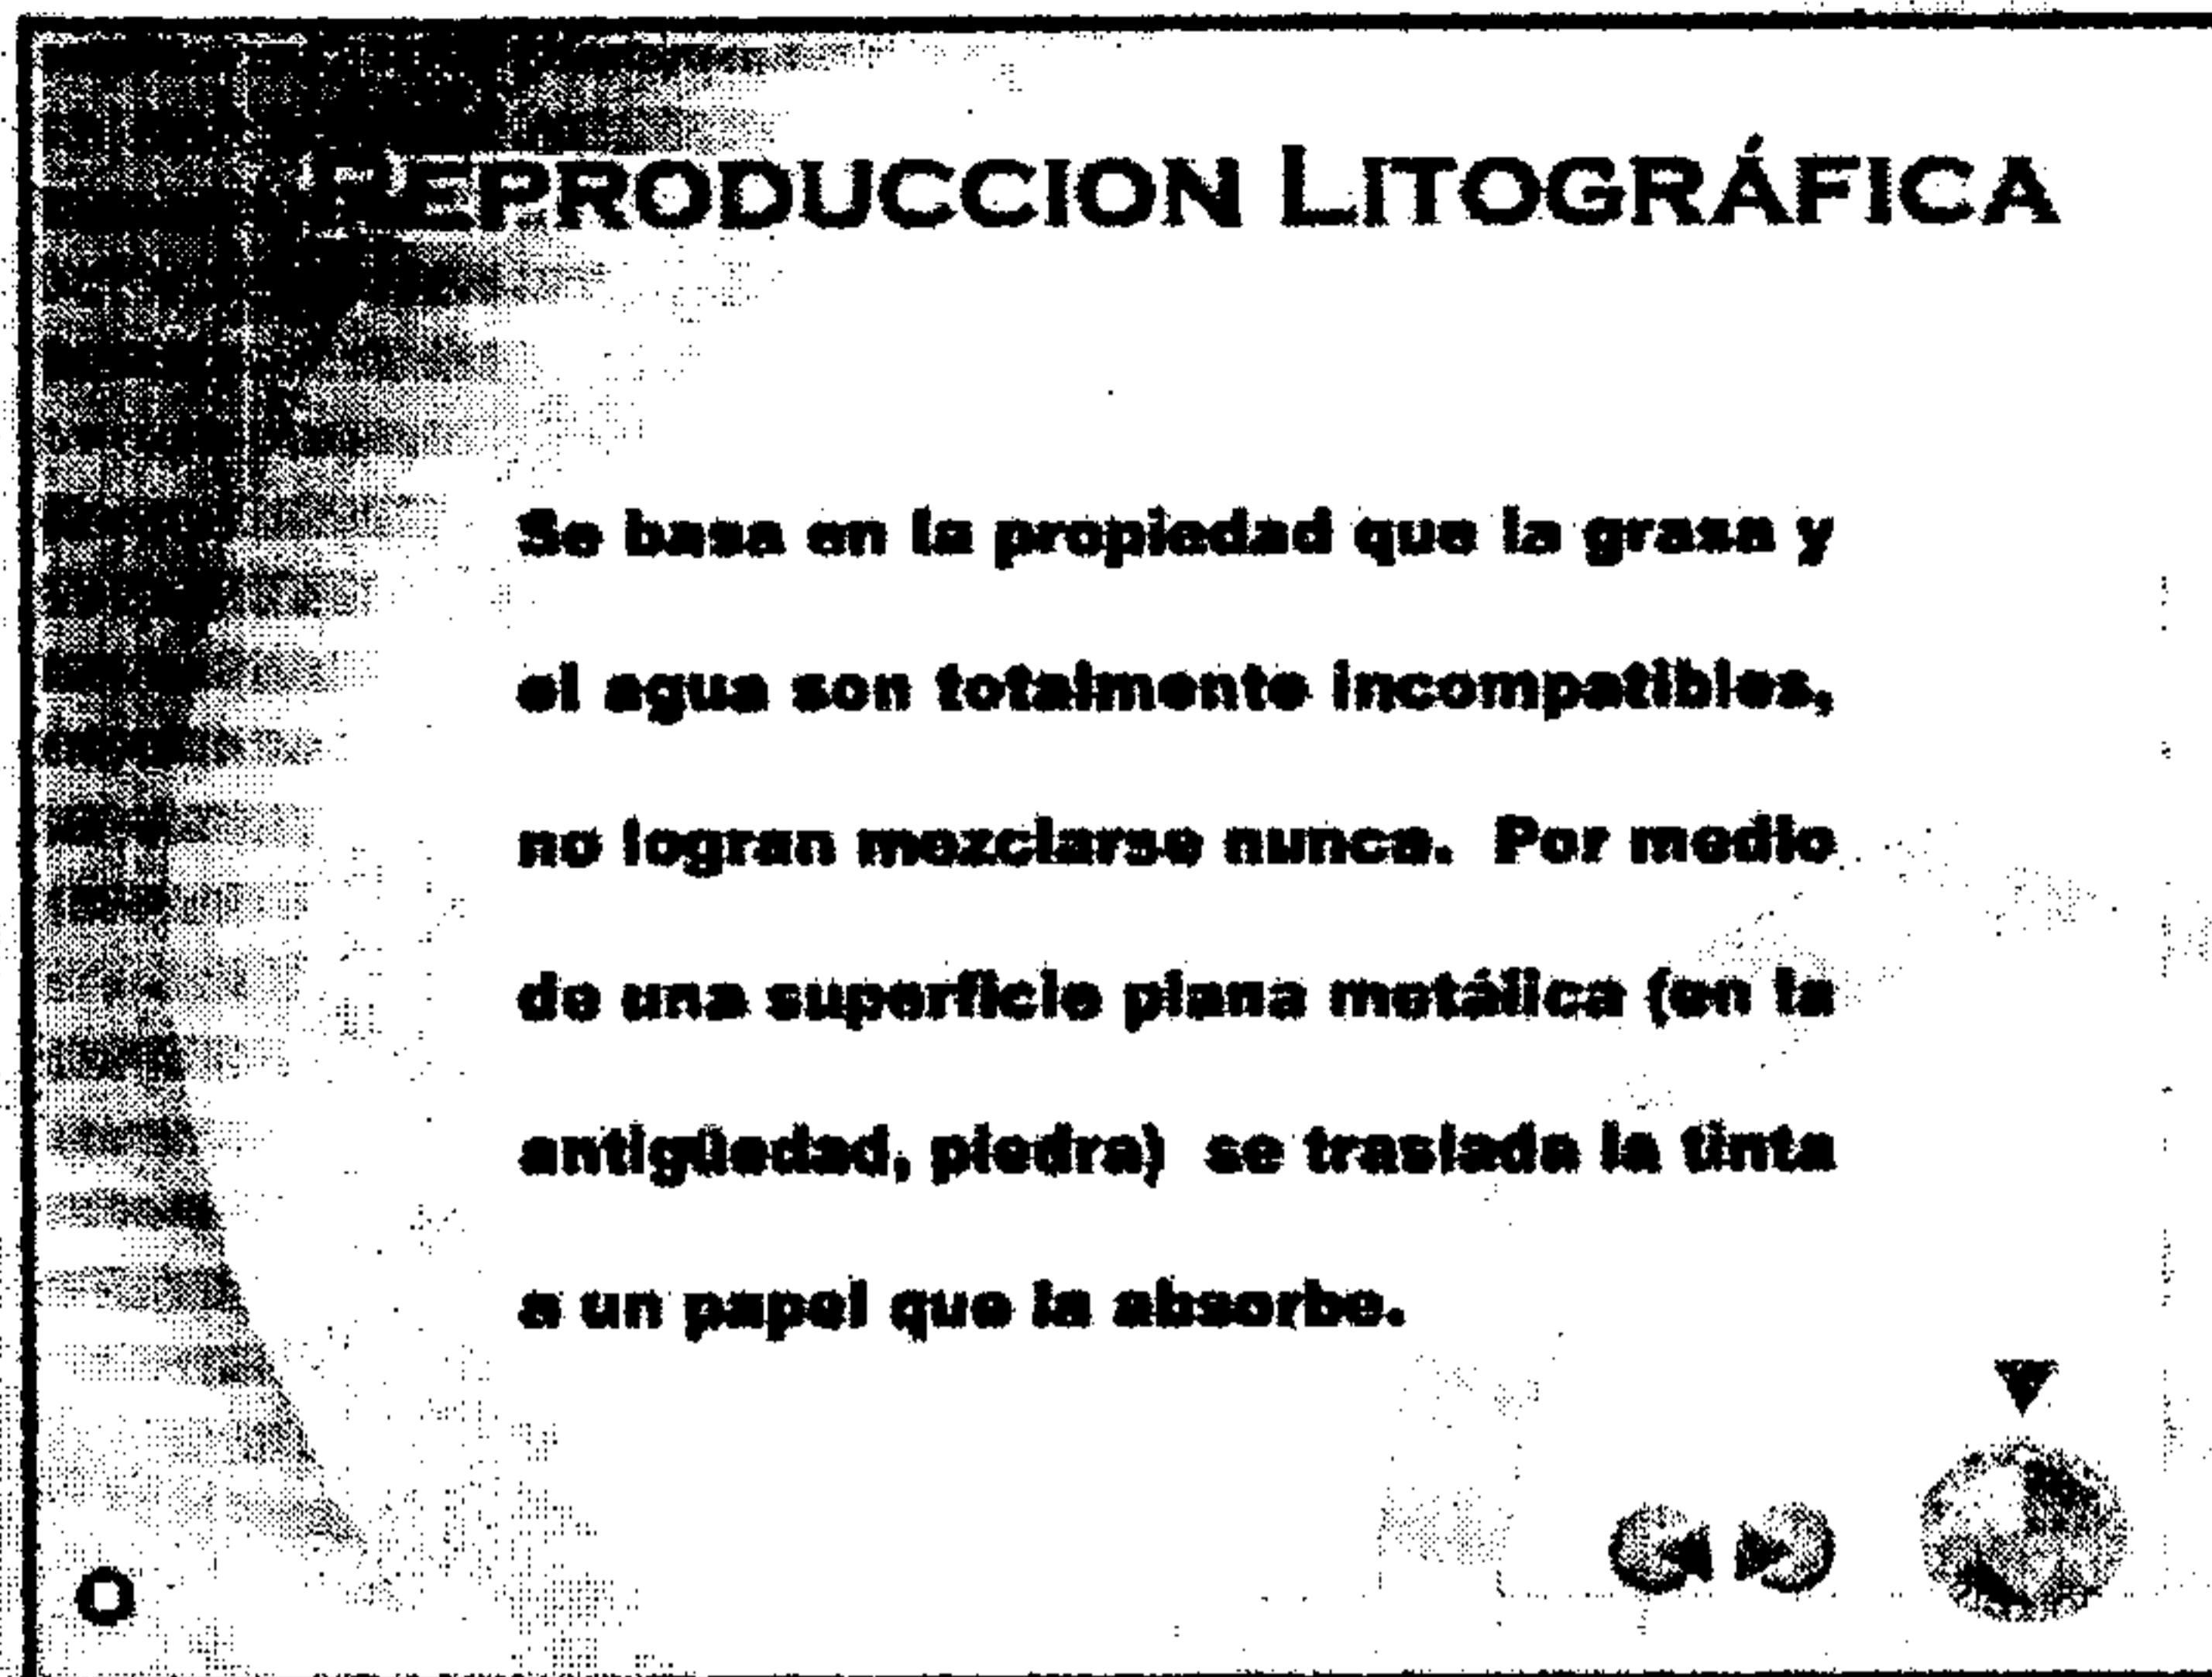 REPRODUCCION LITOGRÁFICA
Se basa en la propiedad que la grasa y
el agua son totalmente incompatibles,
no logran mezclarse nunca. Por medio
de una superficie plana metálica (en la
antigüedad, piedra) se traslada la tinta
a un papel que la absorbe.